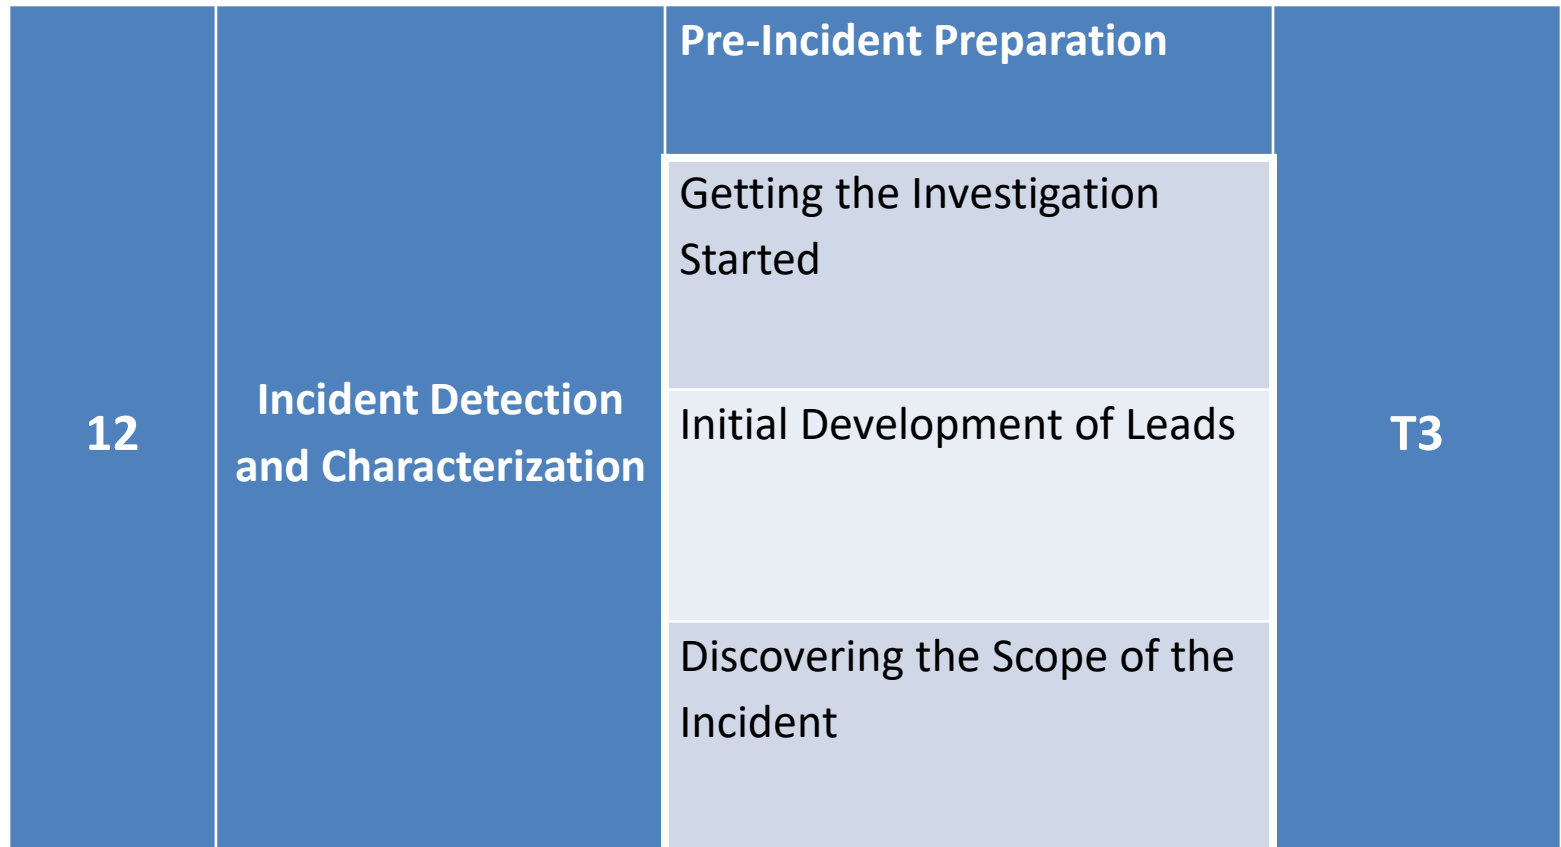 12
Incident Detection
and Characterization
Pre-Incident Preparation
Getting the Investigation
Started
Initial Development of Leads
Discovering the Scope of the
Incident
T3